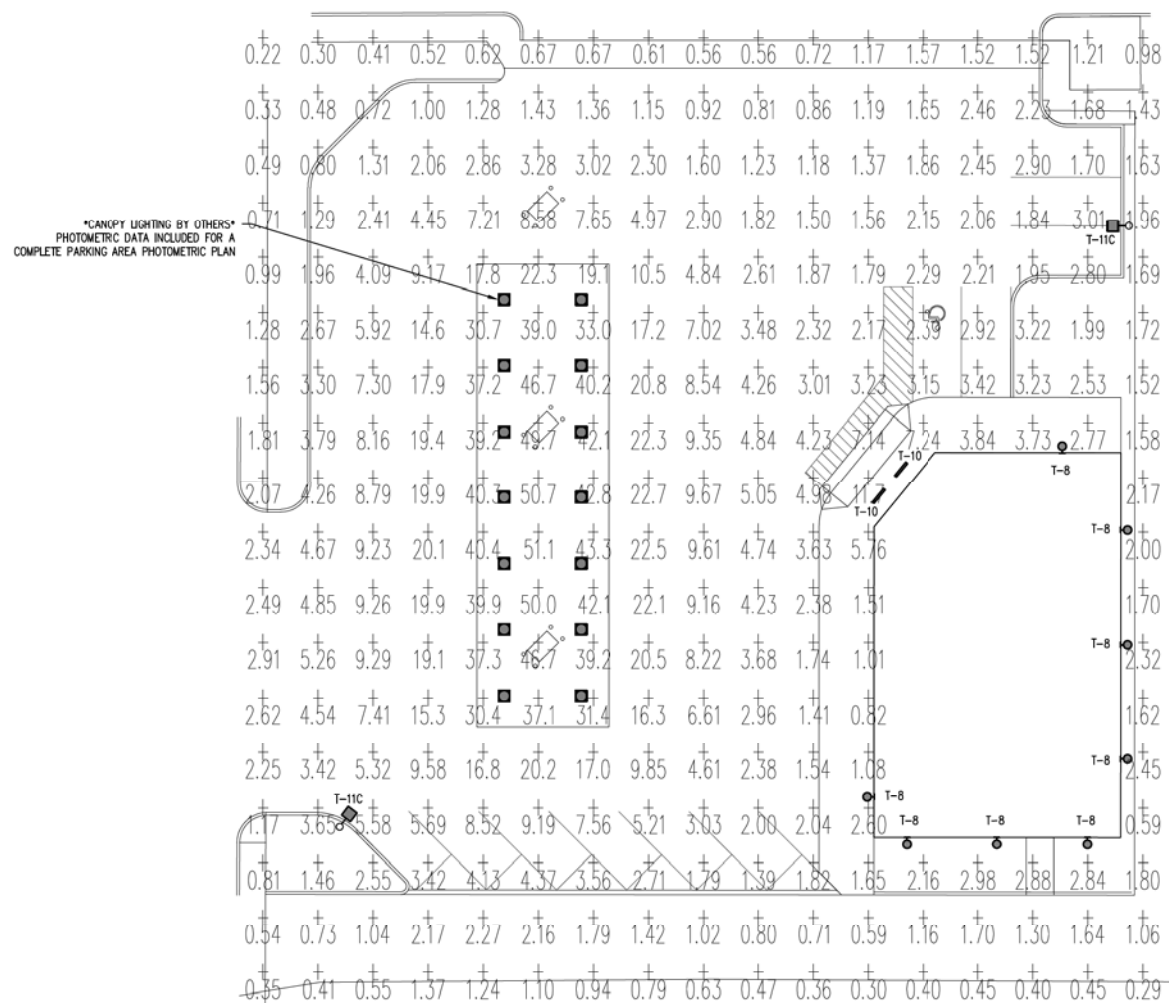 0.22 0.30 0.41 0.52 0.62 0.67 0.67 0.61 0.56 0.56 0.72 1.17 1.57 1.52 1.52 1.21 0.98
0.33 0.48 0.72 1.00 1.28 1.43 1.36 1.15 0.92 0.81 0.86 1.19 1.65 2.46 2.23 1.68 1.43
0.49 0.80 1.31 2.06 2.86 3.28 3.02 2.30 1.60 1.23 1.18 1.37 1.86 2.45 2.90 1.70 1.63
*CANOPY LIGHTING BY OTHERS*
PHOTOMETRIC DATA INCLUDED FOR A
COMPLETE PARKING AREA PHOTOMETRIC PLAN
0.71 1.29 2.41 4.45 7.21 8.58 7.65 4.97 2.90 1.82 1.50 1.56 2.15 2.06 1.84 3.01 1.96
T-11C
0.99 1.96 4.09 9.17 17.8 22.3 19.1 10.5 4.84 2.61 1.87 1.79 2.29 2.21 1.95 2.80 1.69
1.28 2.67 5.92 14.6 30.7 39.0 33.0 17.2 7.02 3.48 2.32 2.17 2.39 2.92 3.22 1.99 1.72
1.56 3.30 7.30 17.9 37.2 46.7 40.2 20.8 8.54 4.26 3.01 3.23 3.15 3.42 3.23 2.53 1.52
1.81 3.79 8.16 19.4 39.2 42.1 22.3 9.35 4.84 4.23 7.14 7.24 3.84 3.73 2.77 1.58
T-10
T-8
2.07 4.26 8.79 19.9 40.3 50.7 42.8 22.7 9.67 5.05 4.98 11.7 2.17
T-10
T-8
2.34 4.67 9.23 20.1 40.4 51.1 43.3 22.5 9.61 4.74 3.63 5.76 2.00
2.49 4.85 9.26 19.9 39.9 50.0 42.1 22.1 9.16 4.23 2.38 1.51 1.70
T-8
2.91 5.26 9.29 19.1 37.3 39.2 20.5 8.22 3.68 1.74 1.01 2.32
2.62 4.54 7.41 15.3 30.4 37.1 31.4 16.3 6.61 2.96 1.41 0.82 1.62
T-8
2.25 3.42 5.32 9.58 16.8 20.2 17.0 9.85 4.61 2.38 1.54 1.08 2.45
T-11C
T-8
1.17 3.65 5.58 5.69 8.52 9.19 7.56 5.21 3.03 2.00 2.04 2.60 0.59
T-8 T-8 T-8
0.81 1.46 2.55 3.42 4.13 4.37 3.56 2.71 1.79 1.39 1.82 1.65 2.16 2.98 2.88 2.84 1.80
0.54 0.73 1.04 2.17 2.27 2.16 1.79 1.42 1.02 0.80 0.71 0.59 1.16 1.70 1.30 1.64 1.06
0.35 0.41 0.55 1.37 1.24 1.10 0.94 0.79 0.63 0.47 0.36 0.30 0.40 0.45 0.40 0.44 0.29